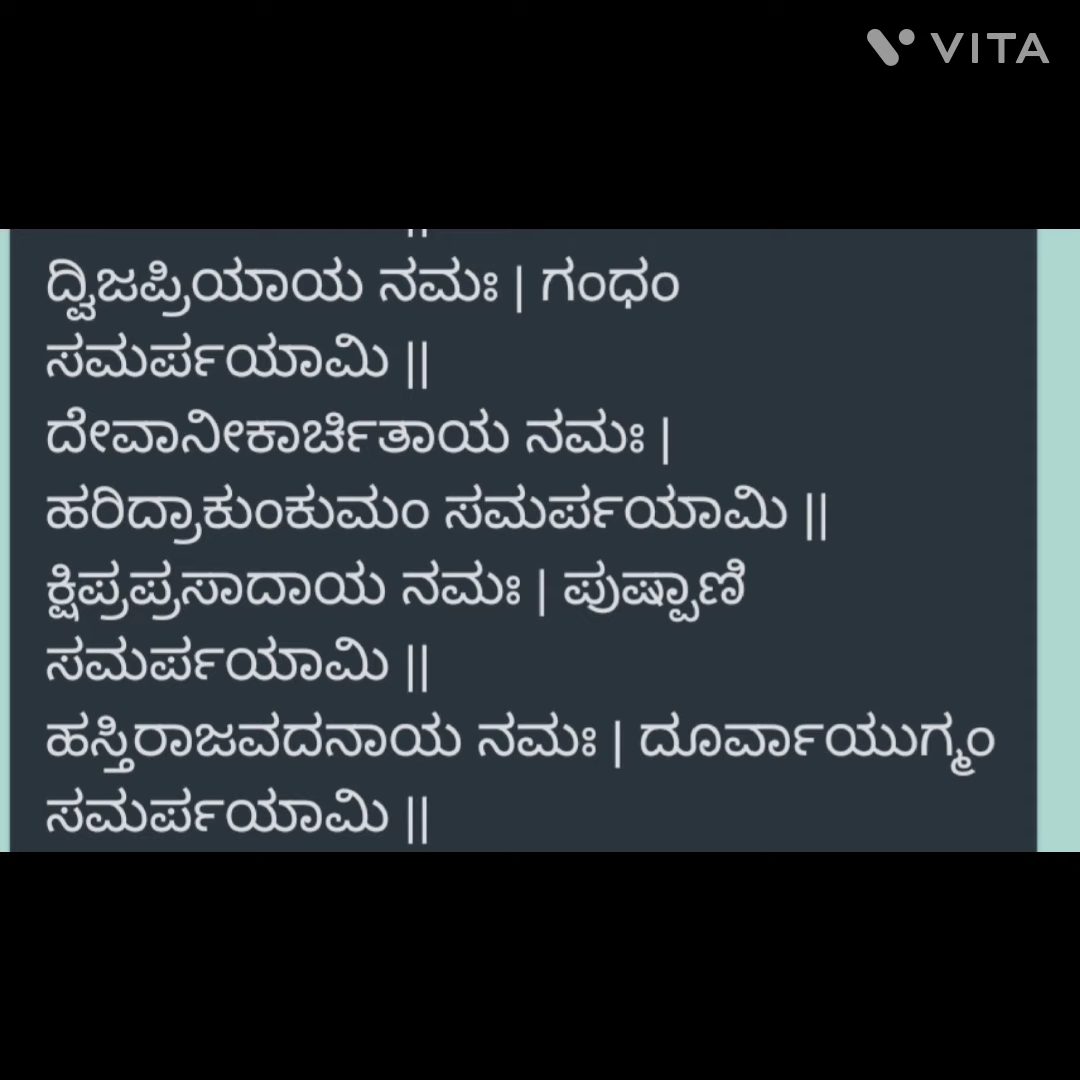 VITA
ದ್ವಿಜಪ್ರಿಯಾಯ ನಮಃ | ಗಂಧಂ
ಸಮರ್ಪಯಾಮಿ ||
ದೇವಾನೀಕಾರ್ಚಿತಾಯ ನಮಃ |
ಹರಿದ್ರಾಕುಂಕುಮಂ ಸಮರ್ಪಯಾಮಿ ||
ಕ್ಷಿಪ್ರಪ್ರಸಾದಾಯ ನಮಃ | ಪುಷ್ಪಾಣಿ
ಸಮರ್ಪಯಾಮಿ ||
ಹಸ್ತಿರಾಜವದನಾಯ ನಮಃ | ದೂರ್ವಾಯುಗ್ಮಂ
ಸಮರ್ಪಯಾಮಿ ||